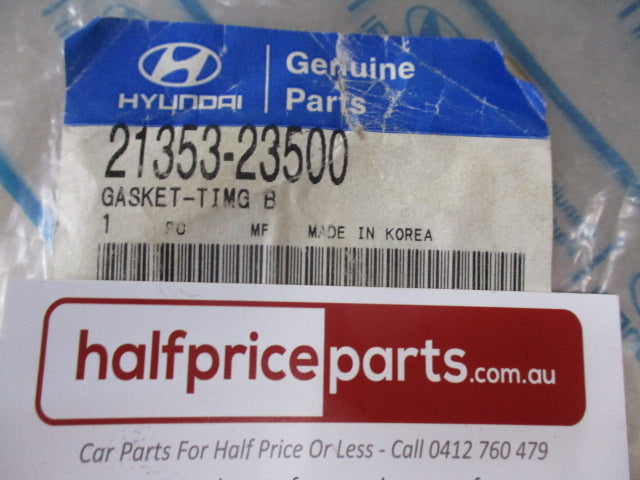 HYUNDAI
Genuine
Parts
21353-23500
GASKET-TIMG B
1 PC MF MADE IN KOREA
halfpriceparts.com.au
Car Parts For Half Price Or Less - Call 0412 760 479